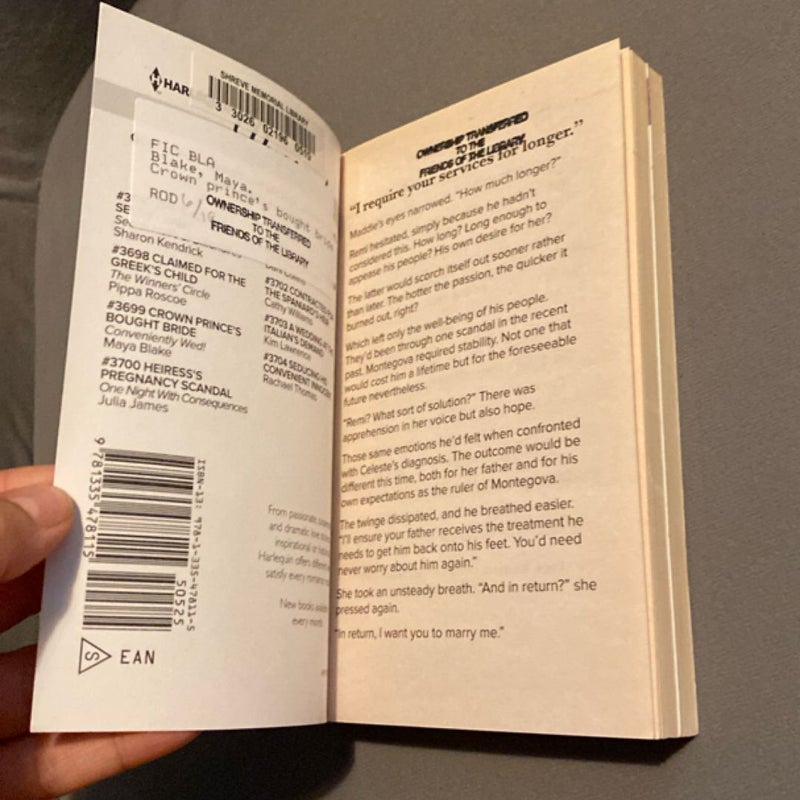 HAR
SHREVE MEMORIAL LIBRARY
3 3026 02196
FIC BLA
Blake, Maya.
Crown prince's bought bride
ROD 6/19
OWNERSHIP TRANSFERRED
TO THE
FRIENDS OF THE LIBRARY
Sharon Kendrick
#3698 CLAIMED FOR THE
GREEK'S CHILD
The Winners' Circle
Pippa Roscoe
#3699 CROWN PRINCE'S
BOUGHT BRIDE
Conveniently Wed!
Maya Blake
#3700 HEIRESS'S
PREGNANCY SCANDAL
One Night With Consequences
Julia James
#3702 CONTRACTED
THE SPANIARD'S
Cathy Williams
#3703 A WEDDING
ITALIAN'S DEMAND
Kim Lawrence
#3704 SEDUCING HIS
CONVENIENT
Rachael Thomas
9 781335 478115
ISBN-13: 978-1-335-47811-5
50525
S EAN
From passionate,
and dramatic love
inspirational or
Harlequin offers
satisfy every
New books
every month
OWNERSHIP TRANSFERRED
TO THE
FRIENDS OF THE LIBRARY
"I require your services for longer."
Maddie's eyes narrowed. "How much longer?"
Remi hesitated, simply because he hadn't
considered this. How long? Long enough to
appease his people? His own desire for her?
The latter would scorch itself out sooner rather
than later. The hotter the passion, the quicker it
burned out, right?
Which left only the well-being of his people.
They'd been through one scandal in the recent
past. Montegova required stability. Not one that
would cost him a lifetime but for the foreseeable
future nevertheless.
"Remi? What sort of solution?" There was
apprehension in her voice but also hope.
Those same emotions he'd felt when confronted
with Celeste's diagnosis. The outcome would be
different this time, both for her father and for his
own expectations as the ruler of Montegova.
The twinge dissipated, and he breathed easier.
"I'll ensure your father receives the treatment he
needs to get him back onto his feet. You'd need
never worry about him again."
She took an unsteady breath. "And in return?" she
pressed again.
"In return, I want you to marry me."